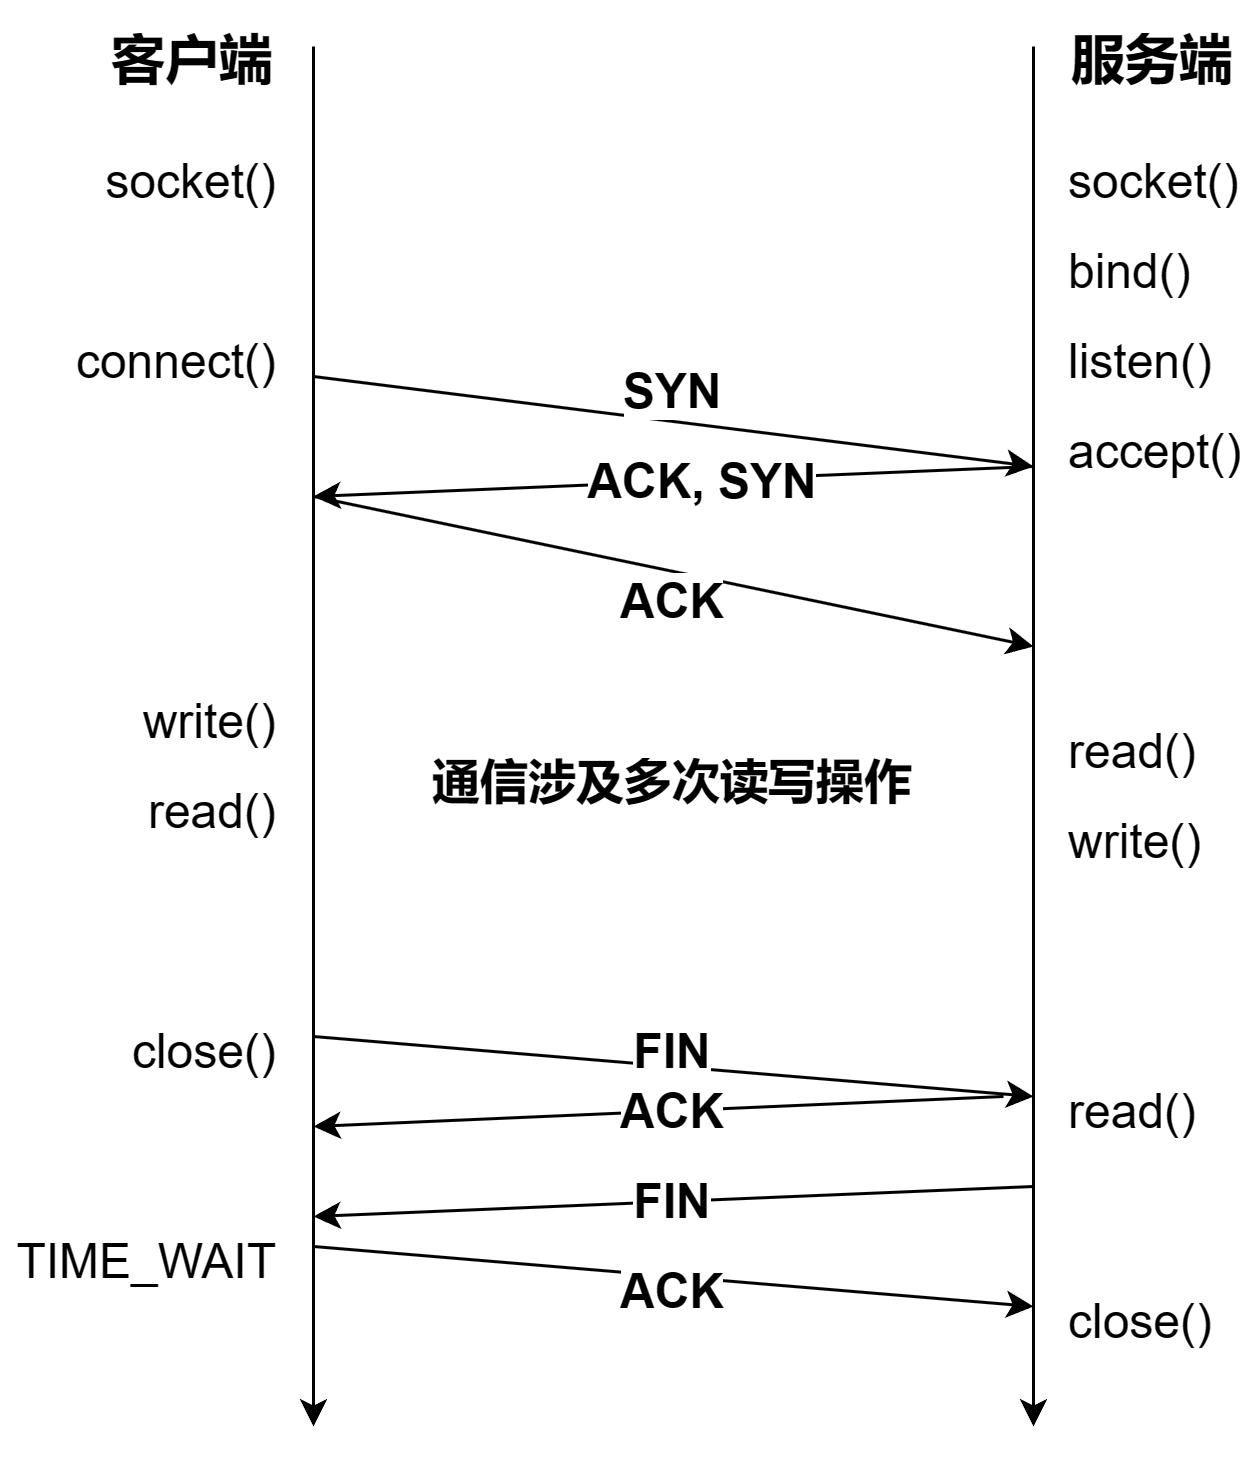 客户端
服务端
socket()
socket()
bind()
connect()
listen()
SYN
accept()
ACK, SYN
ACK
write()
read()
通信涉及多次读写操作
read()
write()
close()
FIN
ACK
read()
FIN
TIME_WAIT
ACK
close()